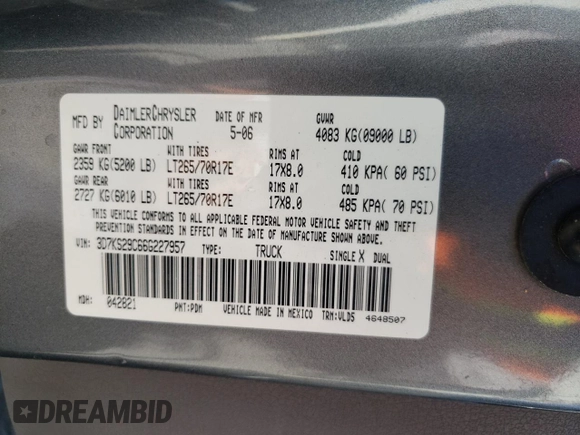 MFD BY DAIMLERCHRYSLER CORPORATION DATE OF MFR 5-06 GVWR 4083 KG(09000 LB)
GAWR FRONT WITH TIRES RIMS AT COLD
2359 KG(5200 LB) LT265/70R17E 17X8.0 410 KPA( 60 PSI)
GAWR REAR WITH TIRES RIMS AT COLD
2727 KG(6010 LB) LT265/70R17E 17X8.0 485 KPA( 70 PSI)
THIS VEHICLE CONFORMS TO ALL APPLICABLE FEDERAL MOTOR VEHICLE SAFETY AND THEFT
PREVENTION STANDARDS IN EFFECT ON THE DATE OF MANUFACTURE SHOWN ABOVE.
VIN: 3D7KS29C66G227957 TYPE: TRUCK SINGLE X DUAL
MDH: 042821 PNT:PDM VEHICLE MADE IN MEXICO TRM:VLD5 4648507
DREAMBID